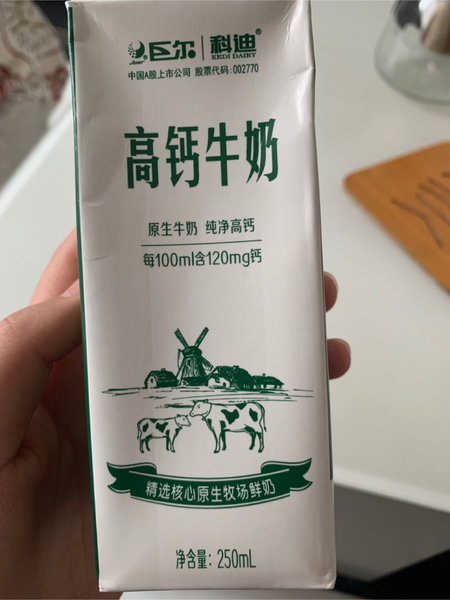 巨尔 | 科迪®
KEDI DAIRY
中国A股上市公司 股票代码:002770
高钙牛奶
原生牛奶 纯净高钙
每100ml含120mg钙
精选核心原生牧场鲜奶
净含量: 250mL